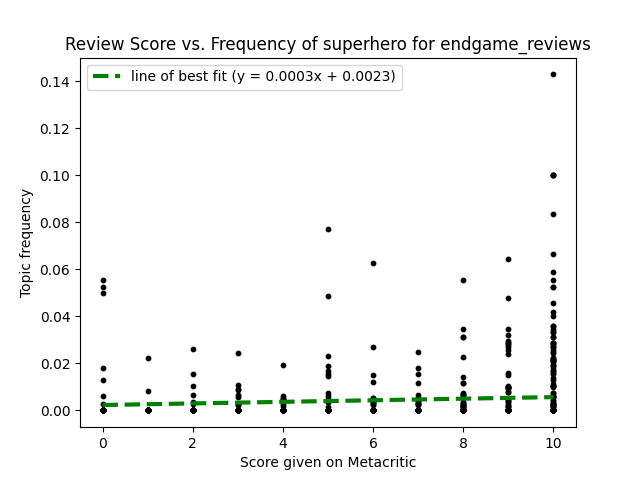 Review Score vs. Frequency of superhero for endgame_reviews
line of best fit (y = 0.0003x + 0.0023)
0.14
0.12
0.10
0.08
0.06
0.04
0.02
0.00
Topic frequency
0 2 4 6 8 10
Score given on Metacritic